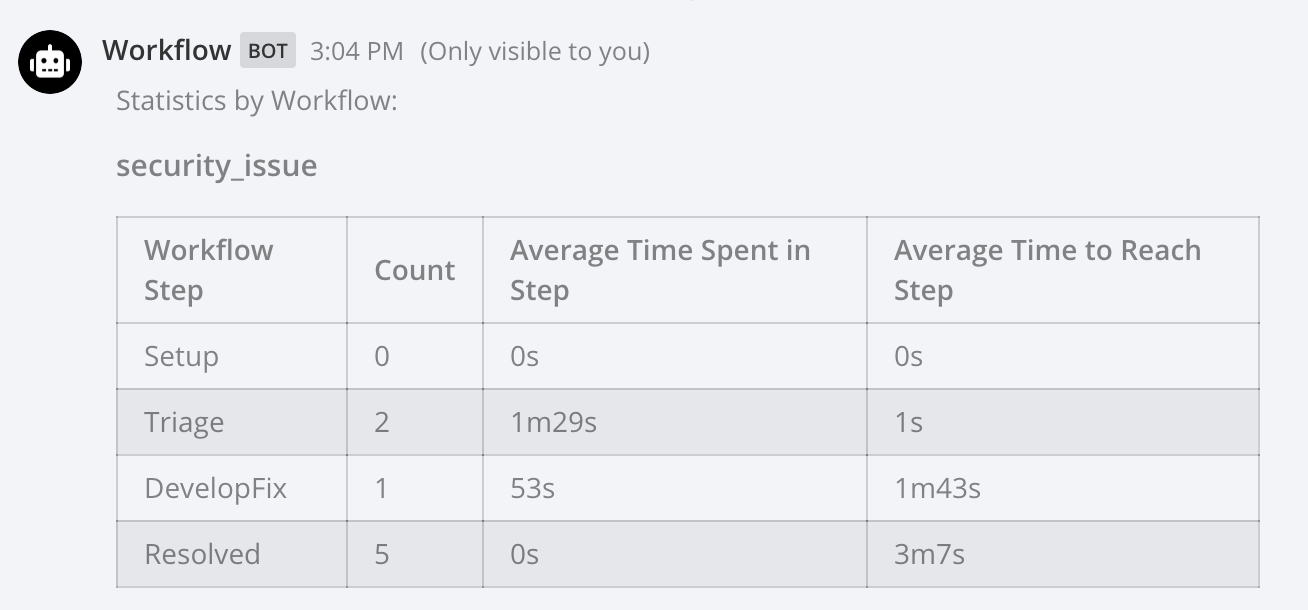 Workflow BOT 3:04 PM (Only visible to you)
Statistics by Workflow:
security_issue
Workflow Step Count Average Time Spent in Step Average Time to Reach Step
Setup 0 0s 0s
Triage 2 1m29s 1s
DevelopFix 1 53s 1m43s
Resolved 5 0s 3m7s